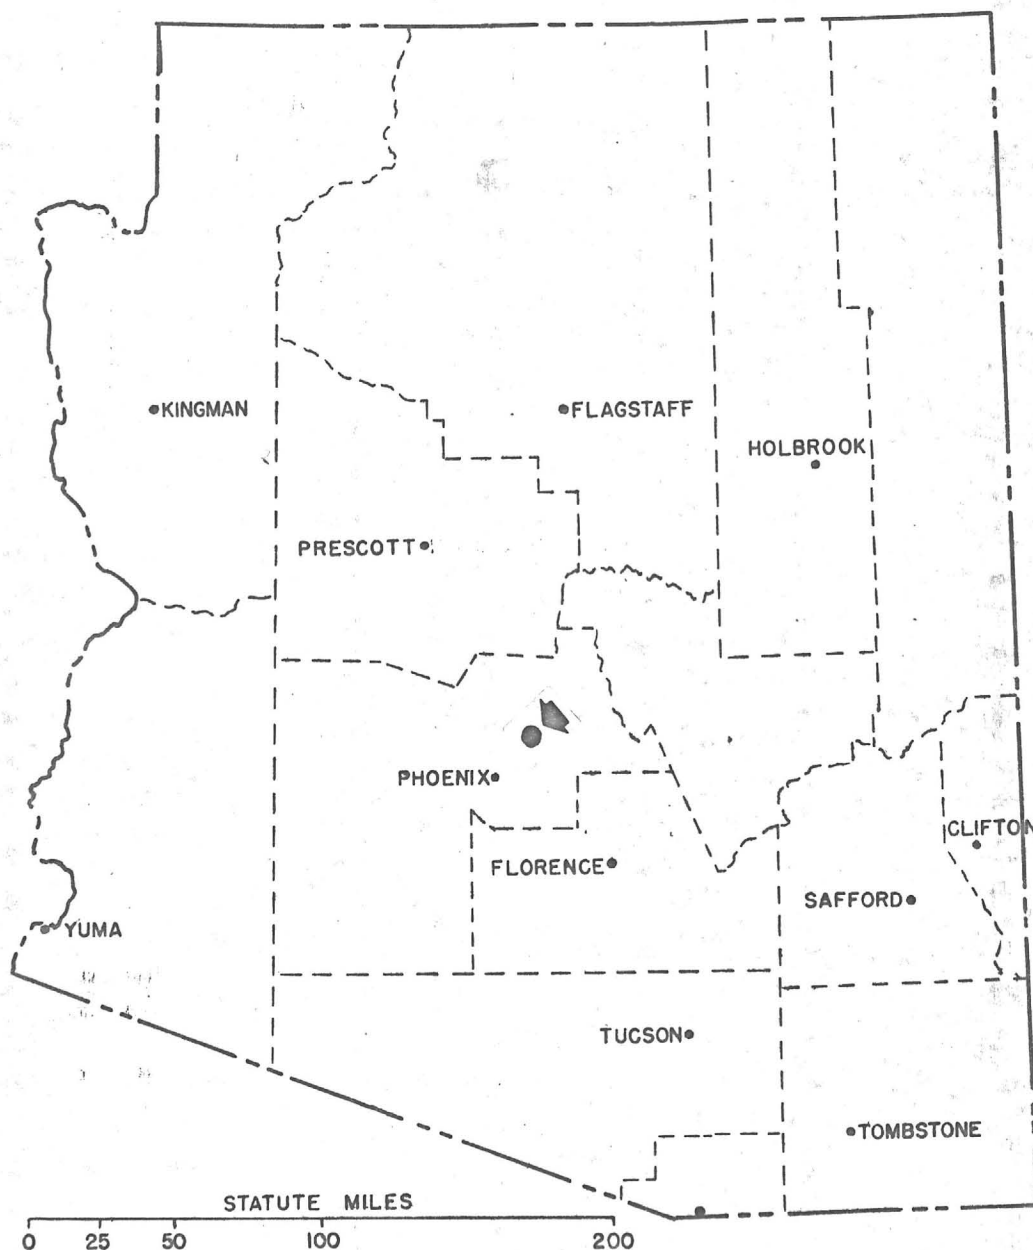 KINGMAN
FLAGSTAFF
HOLBROOK
PRESCOTT
PHOENIX
CLIFTON
FLORENCE
SAFFORD
YUMA
TUCSON
TOMBSTONE
STATUTE MILES
0 25 50 100 200